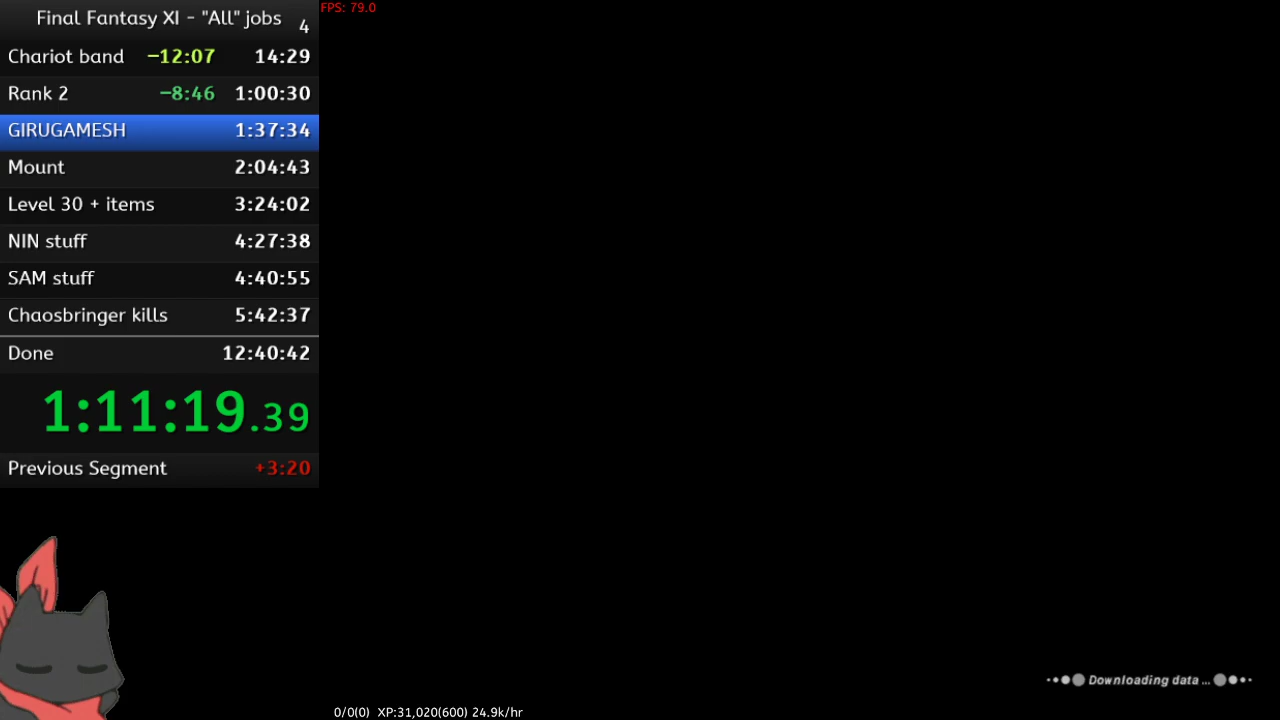 Final Fantasy XI - "All" jobs 4
FPS: 79.0
Chariot band −12:07 14:29
Rank 2 −8:46 1:00:30
GIRUGAMESH 1:37:34
Mount 2:04:43
Level 30 + items 3:24:02
NIN stuff 4:27:38
SAM stuff 4:40:55
Chaosbringer kills 5:42:37
Done 12:40:42
1:11:19.39
Previous Segment +3:20
Downloading data ...
0/0(0) XP:31,020(600) 24.9k/hr